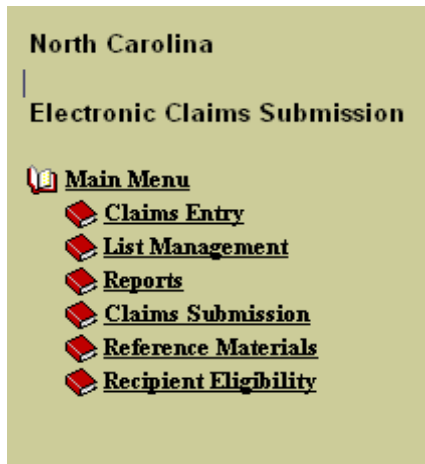 North Carolina
Electronic Claims Submission
Main Menu
Claims Entry
List Management
Reports
Claims Submission
Reference Materials
Recipient Eligibility